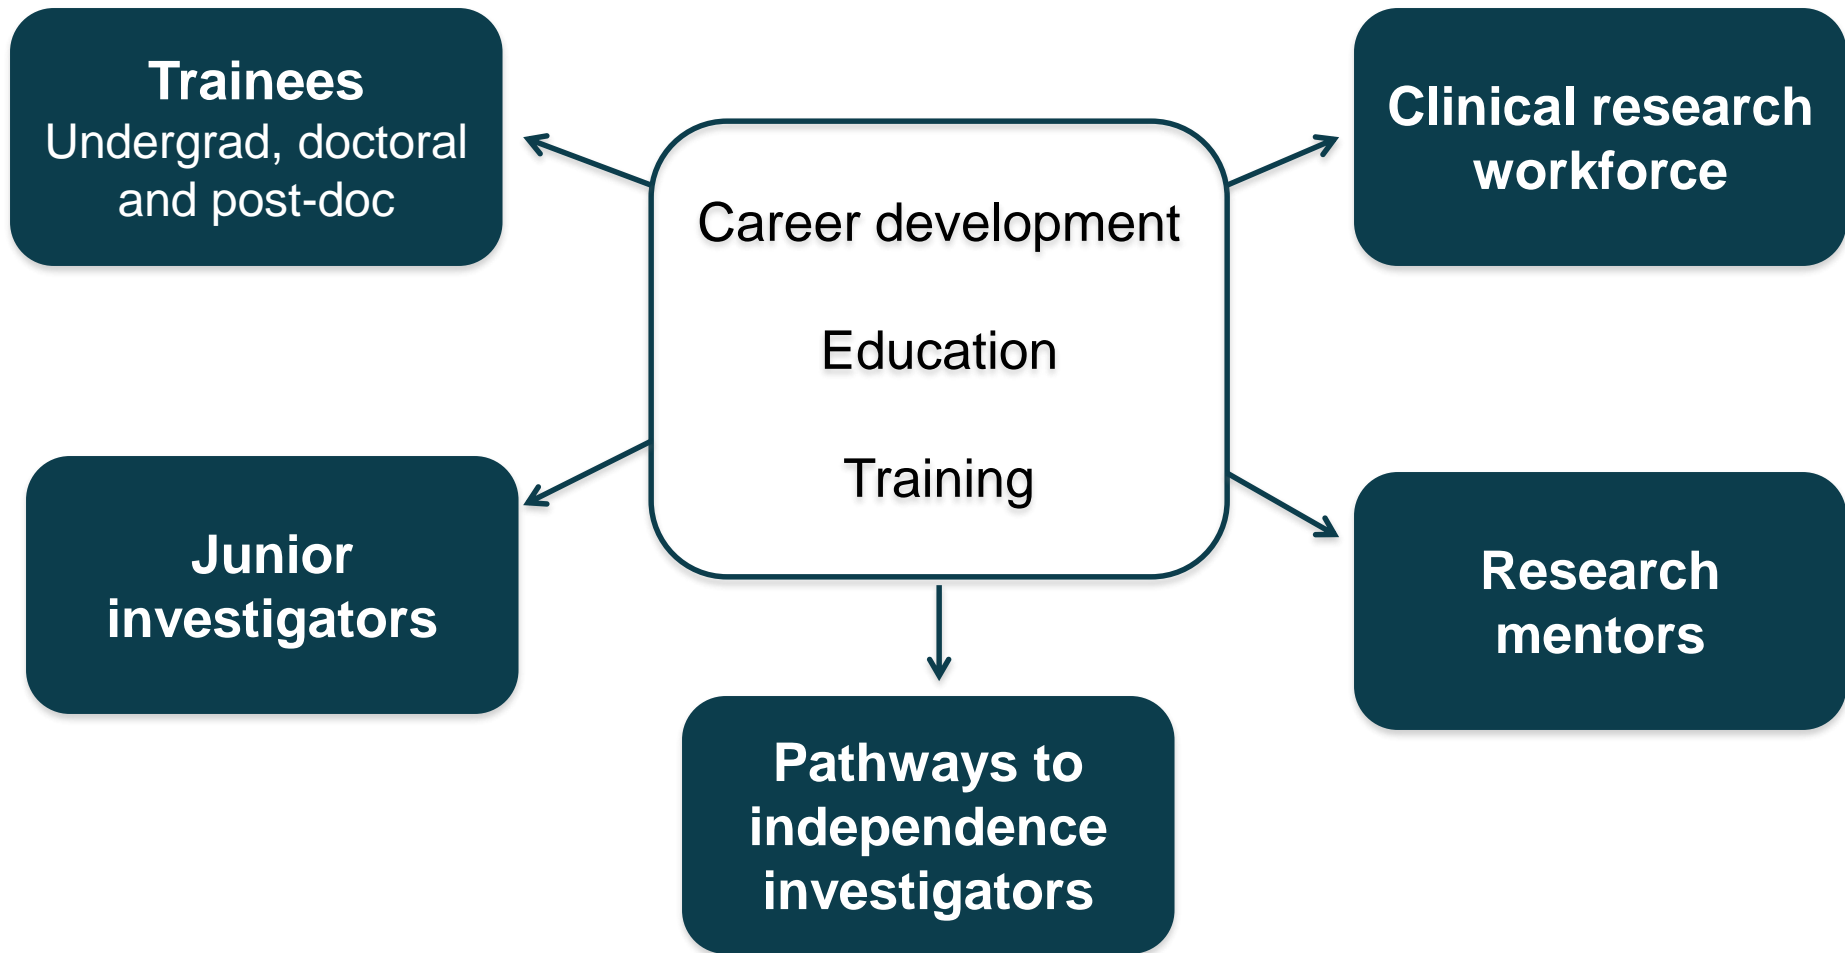 Trainees
Undergrad, doctoral
and post-doc
Clinical research
workforce
Career development
Education
Training
Junior
investigators
Research
mentors
Pathways to
independence
investigators